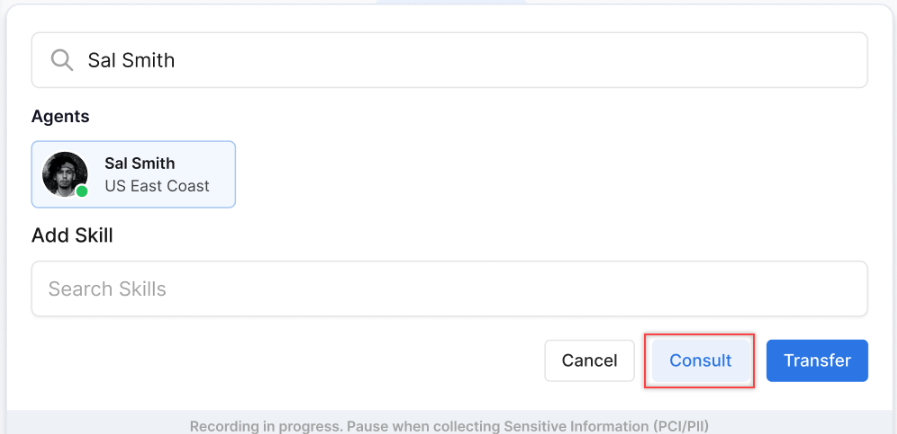 Sal Smith
Agents
Sal Smith
US East Coast
Add Skill
Search Skills
Cancel
Consult
Transfer
Recording in progress. Pause when collecting Sensitive Information (PCI/PII)